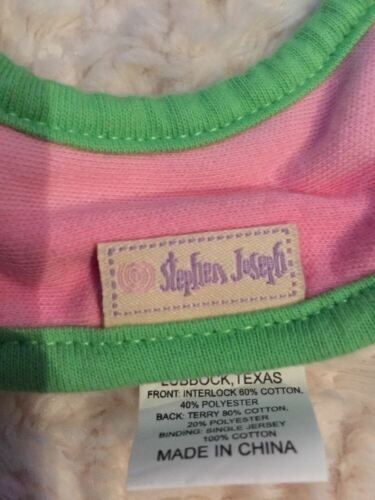 Stephen Joseph
LUBBOCK, TEXAS
FRONT: INTERLOCK 60% COTTON.
40% POLYESTER
BACK: TERRY 80% COTTON.
20% POLYESTER
BINDING: SINGLE JERSEY
100% COTTON
MADE IN CHINA